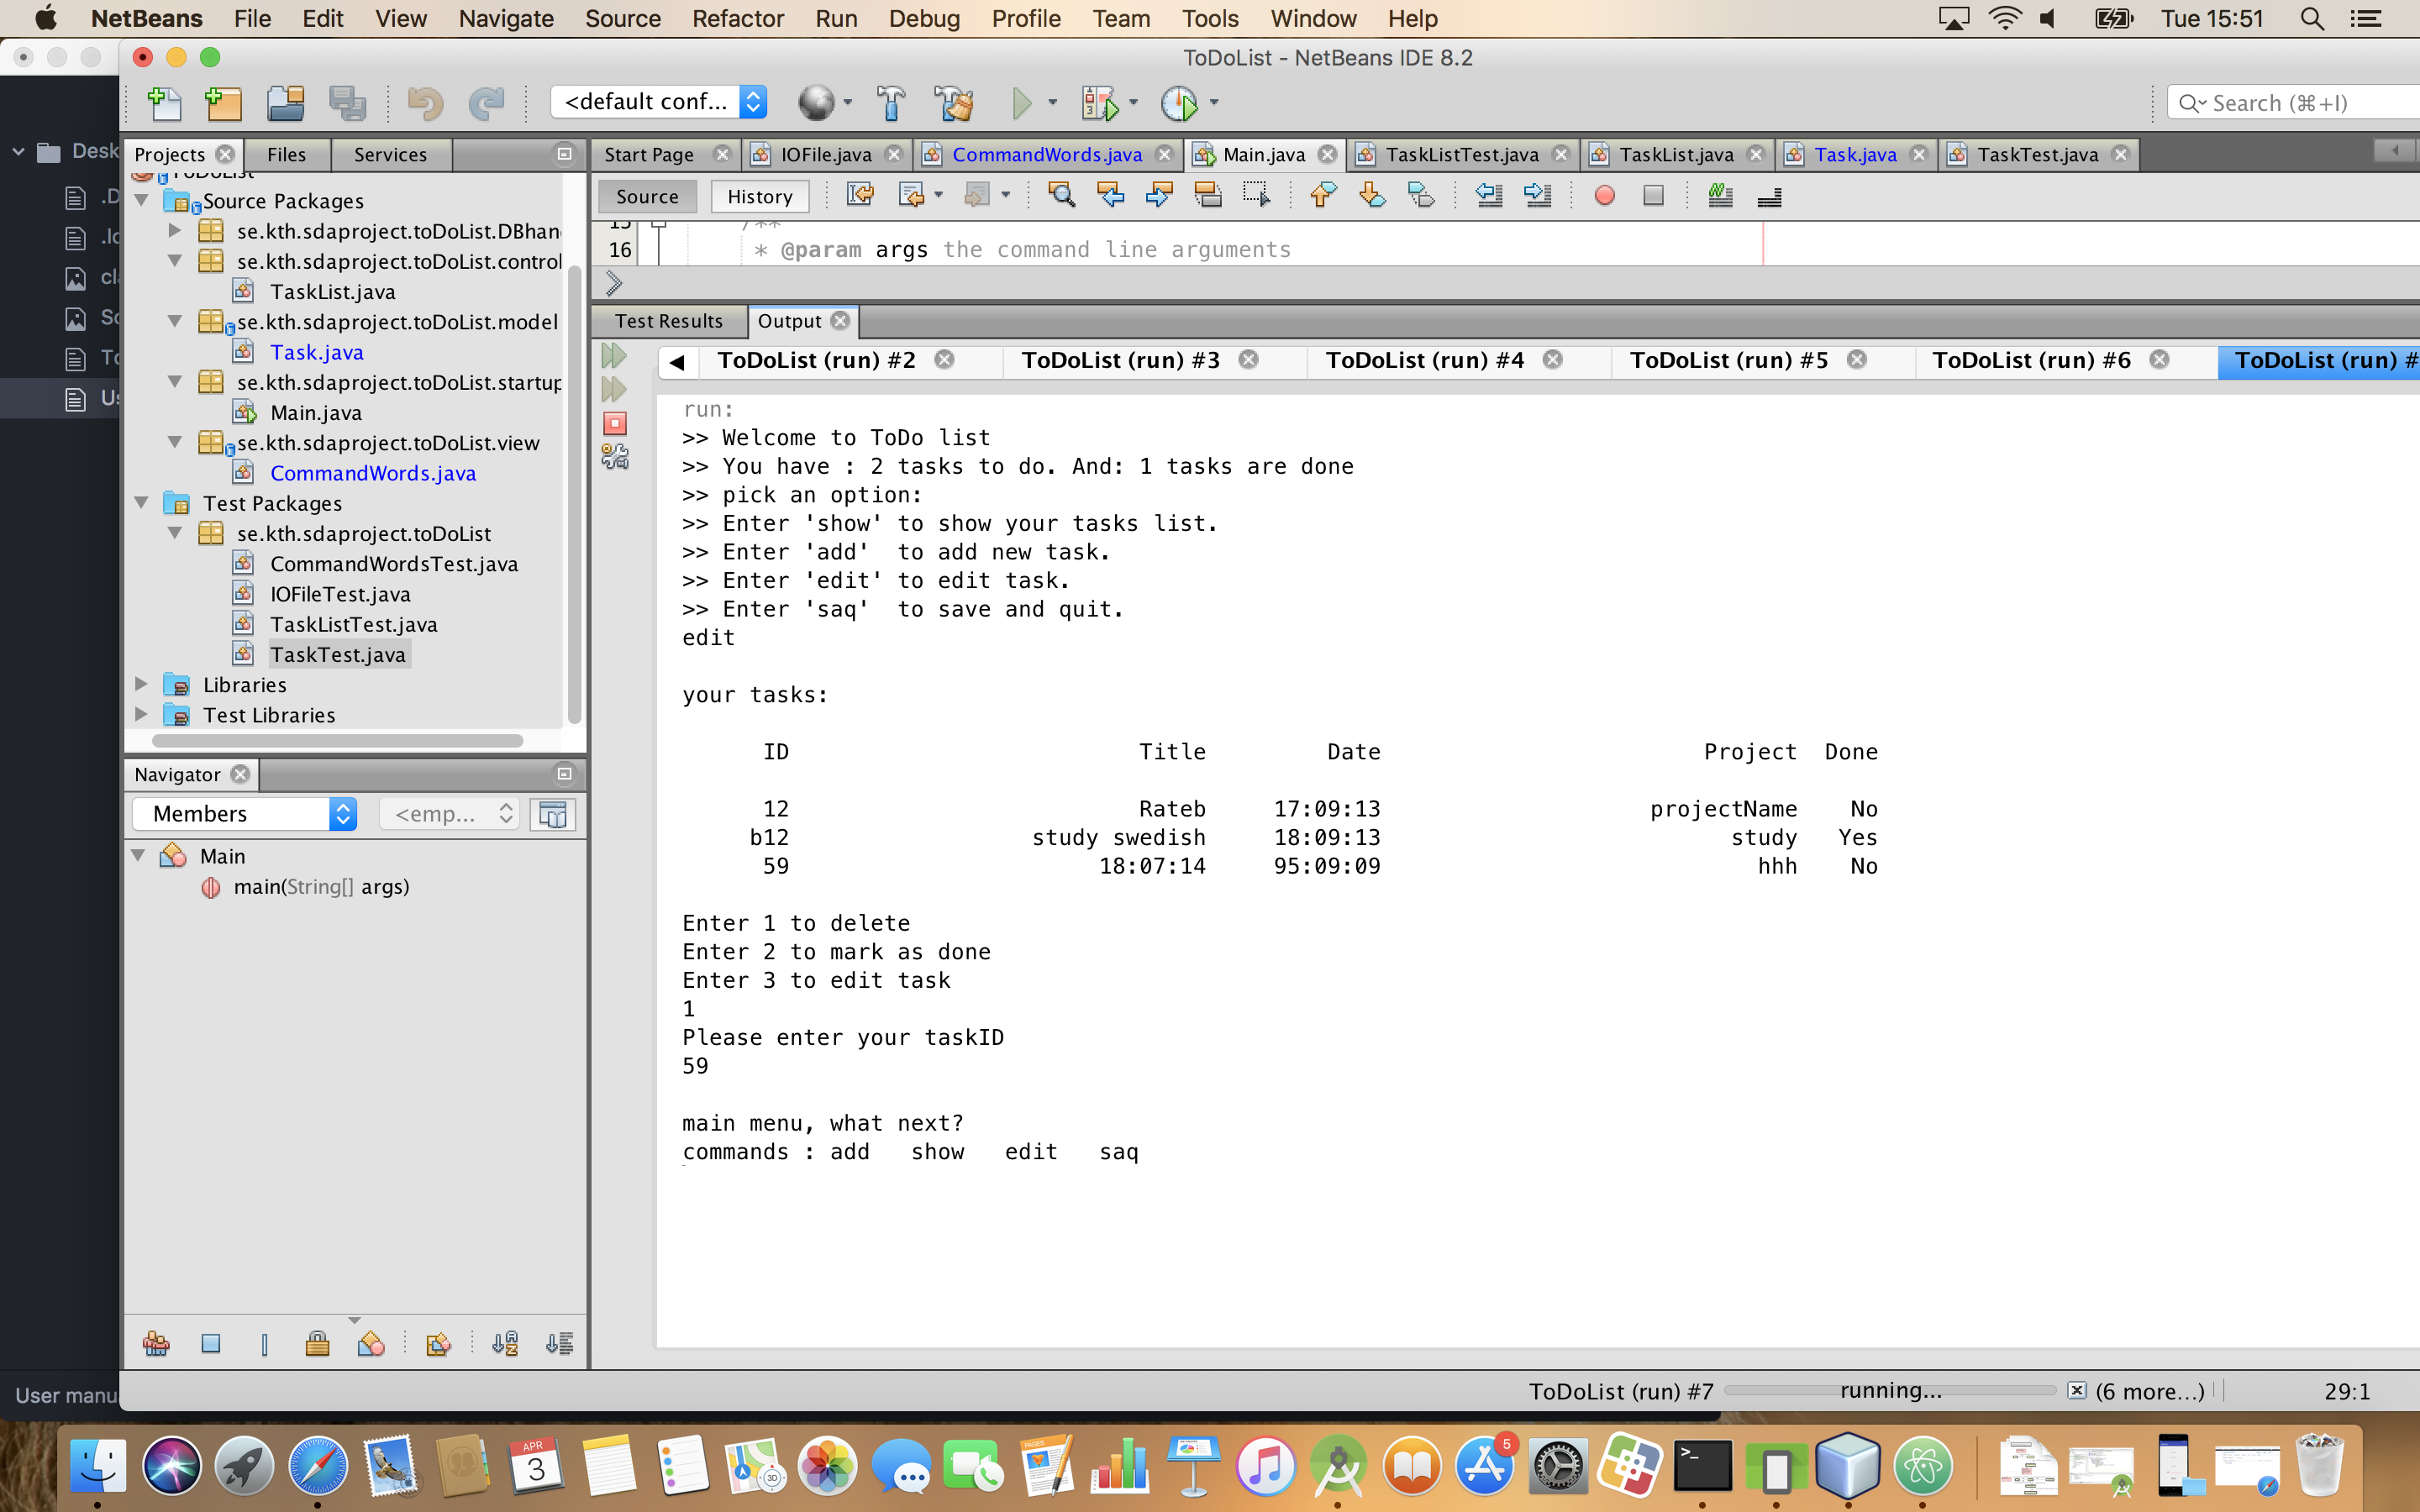 NetBeans File Edit View Navigate Source Refactor Run Debug Profile Team Tools Window Help Tue 15:51
ToDoList - NetBeans IDE 8.2
<default conf... Search (⌘+I)
Projects Files Services
Start Page IOFile.java CommandWords.java Main.java TaskListTest.java TaskList.java Task.java TaskTest.java
Source History
Desk
ToDoList
Source Packages
se.kth.sdaproject.toDoList.DBhan
se.kth.sdaproject.toDoList.control
TaskList.java
se.kth.sdaproject.toDoList.model
Task.java
se.kth.sdaproject.toDoList.startup
Main.java
se.kth.sdaproject.toDoList.view
CommandWords.java
Test Packages
se.kth.sdaproject.toDoList
CommandWordsTest.java
IOFileTest.java
TaskListTest.java
TaskTest.java
Libraries
Test Libraries
Navigator
Members <emp...
Main
main(String[] args)
15 /**
16 * @param args the command line arguments
Test Results Output
ToDoList (run) #2 ToDoList (run) #3 ToDoList (run) #4 ToDoList (run) #5 ToDoList (run) #6 ToDoList (run) #
run:
>> Welcome to ToDo list
>> You have : 2 tasks to do. And: 1 tasks are done
>> pick an option:
>> Enter 'show' to show your tasks list.
>> Enter 'add'  to add new task.
>> Enter 'edit' to edit task.
>> Enter 'saq'  to save and quit.
edit
your tasks:
ID Title Date Project Done
12 Rateb 17:09:13 projectName No
b12 study swedish 18:09:13 study Yes
59 18:07:14 95:09:09 hhh No
Enter 1 to delete
Enter 2 to mark as done
Enter 3 to edit task
1
Please enter your taskID
59
main menu, what next?
commands : add   show   edit   saq
User manu
ToDoList (run) #7 running... (6 more...) 29:1
APR
3
PAGES
3D
5